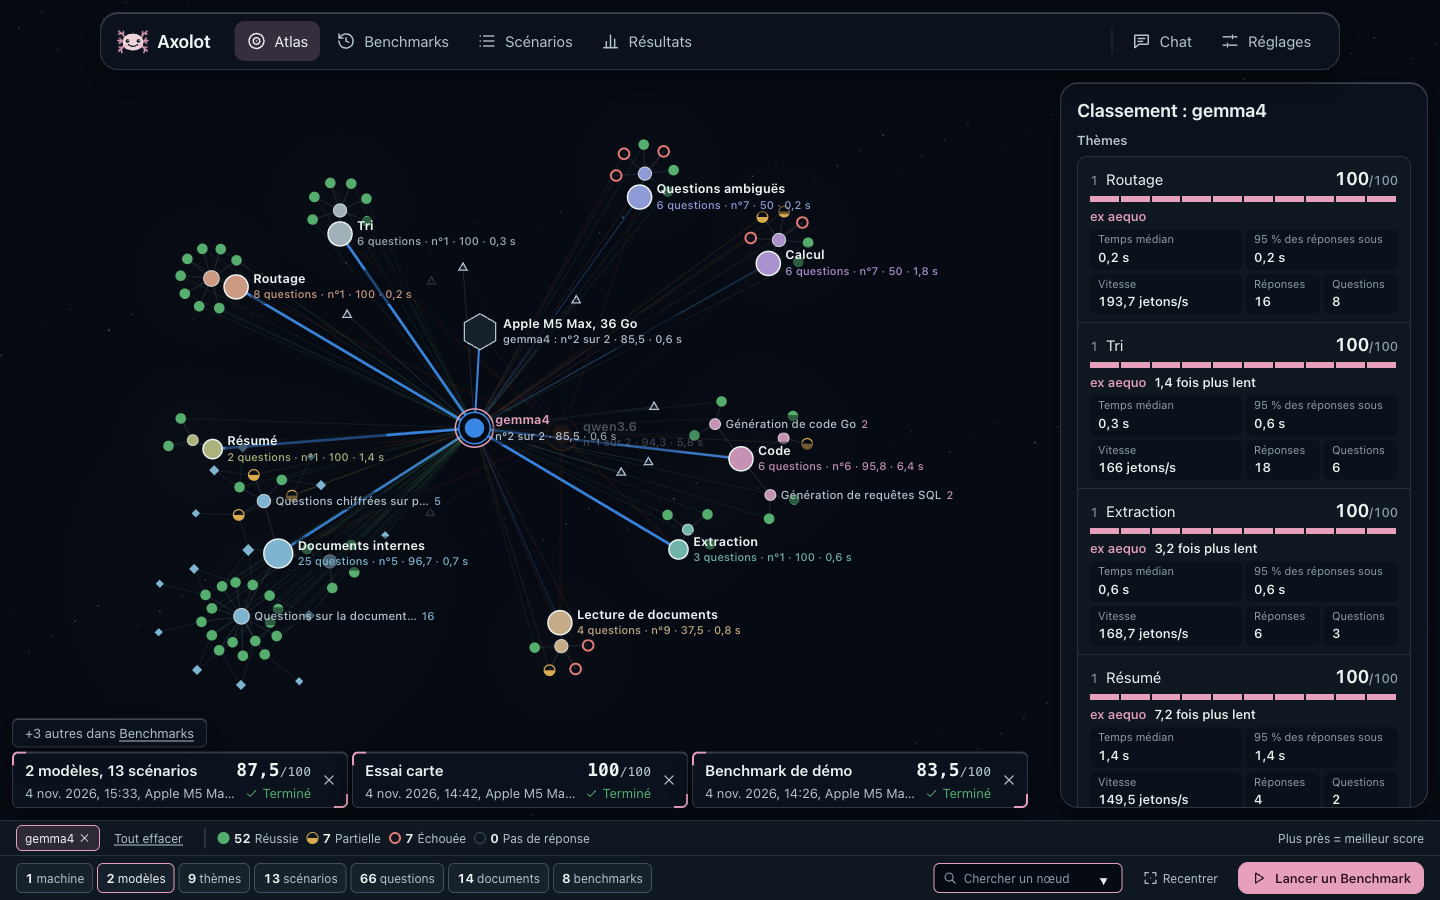 Axolot
Atlas
Benchmarks
Scénarios
Résultats
Chat
Réglages
Questions ambiguës
6 questions · n°7 · 50 · 0,2 s
Tri
6 questions · n°1 · 100 · 0,3 s
Calcul
6 questions · n°7 · 50 · 1,8 s
Routage
8 questions · n°1 · 100 · 0,2 s
Apple M5 Max, 36 Go
gemma4 : n°2 sur 2 · 85,5 · 0,6 s
gemma4
n°2 sur 2 · 85,5 · 0,6 s
qwen3.6
n°1 sur 2 · 94,3 · 5,8 s
Génération de code Go 2
Résumé
2 questions · n°1 · 100 · 1,4 s
Code
6 questions · n°6 · 95,8 · 6,4 s
Questions chiffrées sur p... 5
Génération de requêtes SQL 2
Documents internes
25 questions · n°5 · 96,7 · 0,7 s
Extraction
3 questions · n°1 · 100 · 0,6 s
Questions sur la document... 16
Lecture de documents
4 questions · n°9 · 37,5 · 0,8 s
Classement : gemma4
Thèmes
1 Routage 100/100
ex aequo
Temps médian
0,2 s
95 % des réponses sous
0,2 s
Vitesse
193,7 jetons/s
Réponses
16
Questions
8
1 Tri 100/100
ex aequo 1,4 fois plus lent
Temps médian
0,3 s
95 % des réponses sous
0,3 s
Vitesse
166 jetons/s
Réponses
18
Questions
6
1 Extraction 100/100
ex aequo 3,2 fois plus lent
Temps médian
0,6 s
95 % des réponses sous
0,6 s
Vitesse
168,7 jetons/s
Réponses
6
Questions
3
1 Résumé 100/100
ex aequo 7,2 fois plus lent
Temps médian
1,4 s
95 % des réponses sous
1,4 s
Vitesse
149,5 jetons/s
Réponses
4
Questions
2
+3 autres dans Benchmarks
2 modèles, 13 scénarios 87,5/100
4 nov. 2026, 15:33, Apple M5 Ma... Terminé
Essai carte 100/100
4 nov. 2026, 14:42, Apple M5 Ma... Terminé
Benchmark de démo 83,5/100
4 nov. 2026, 14:26, Apple M5 Ma... Terminé
gemma4
Tout effacer
52 Réussie
7 Partielle
7 Échouée
0 Pas de réponse
Plus près = meilleur score
1 machine
2 modèles
9 thèmes
13 scénarios
66 questions
14 documents
8 benchmarks
Chercher un nœud
Recentrer
Lancer un Benchmark